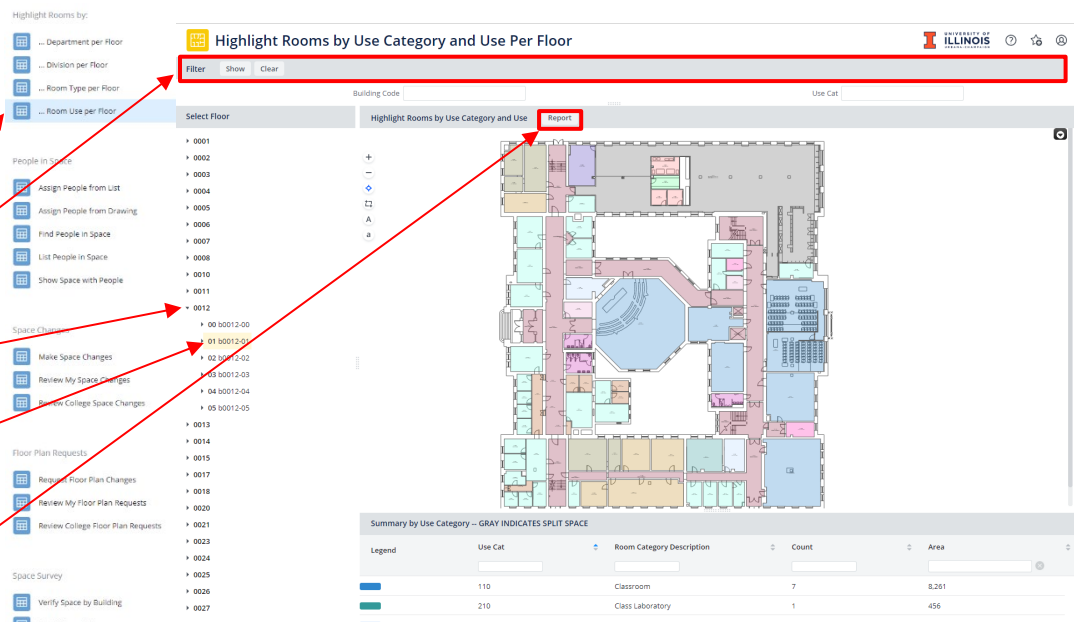 Highlight Rooms by:
... Department per Floor
... Division per Floor
... Room Type per Floor
... Room Use per Floor
People in Space
Assign People from List
Assign People from Drawing
Find People in Space
List People in Space
Show Space with People
Space Changes
Make Space Changes
Review My Space Changes
Review College Space Changes
Floor Plan Requests
Request Floor Plan Changes
Review My Floor Plan Requests
Review College Floor Plan Requests
Space Survey
Verify Space by Building
Highlight Rooms by Use Category and Use Per Floor
UNIVERSITY OF
ILLINOIS
URBANA-CHAMPAIGN
Filter Show Clear
Building Code
Use Cat
Select Floor
0001
0002
0003
0004
0005
0006
0007
0008
0010
0011
0012
00 b0012-00
01 b0012-01
02 b0012-02
03 b0012-03
04 b0012-04
05 b0012-05
0013
0014
0015
0017
0018
0020
0021
0023
0024
0025
0026
0027
Highlight Rooms by Use Category and Use Report
+
−
A
a
Summary by Use Category -- GRAY INDICATES SPLIT SPACE
Legend Use Cat Room Category Description Count Area
110 Classroom 7 8,261
210 Class Laboratory 1 456